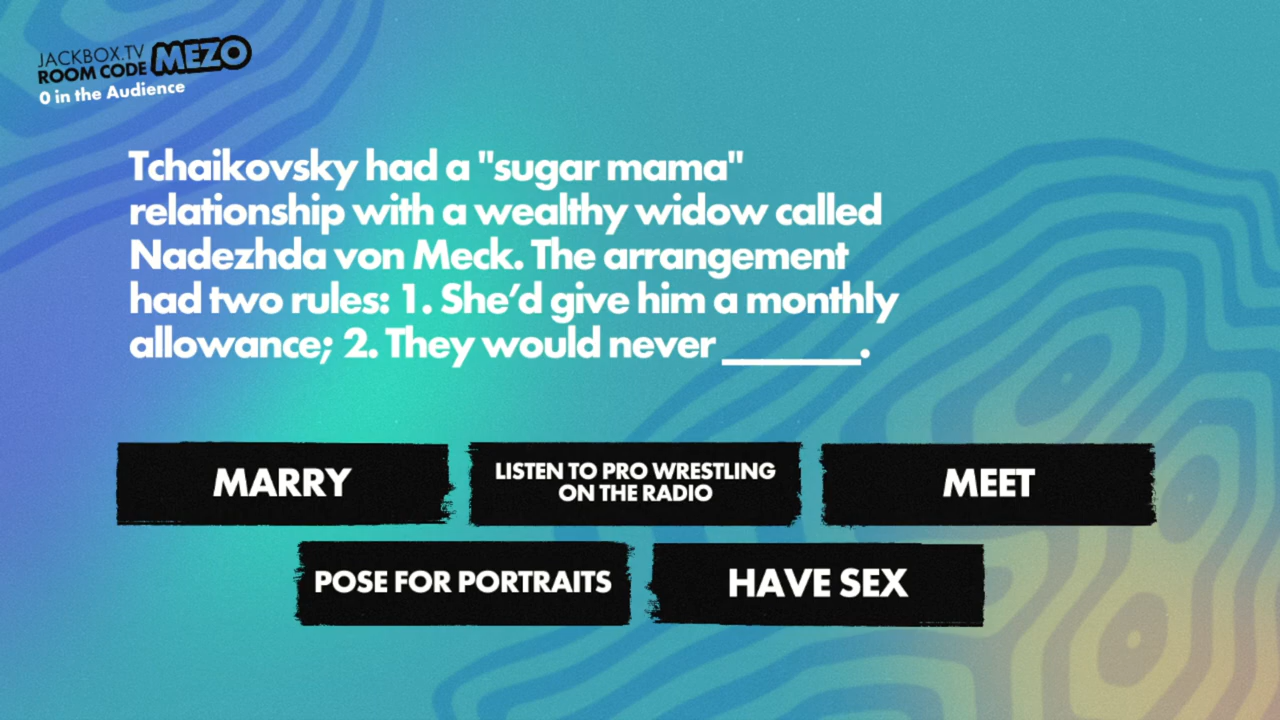 JACKBOX.TV
ROOM CODE MEZO
0 in the Audience
Tchaikovsky had a "sugar mama"
relationship with a wealthy widow called
Nadezhda von Meck. The arrangement
had two rules: 1. She’d give him a monthly
allowance; 2. They would never ________.
MARRY
LISTEN TO PRO WRESTLING
ON THE RADIO
MEET
POSE FOR PORTRAITS
HAVE SEX